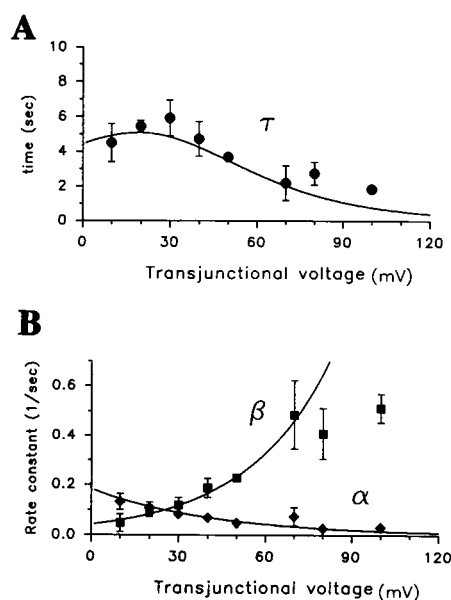 A
10
8
6
4
2
0
time (sec)
τ
0 30 60 90 120
Transjunctional voltage (mV)
B
0.6
0.4
0.2
0.0
Rate constant (1/sec)
β
α
0 30 60 90 120
Transjunctional voltage (mV)